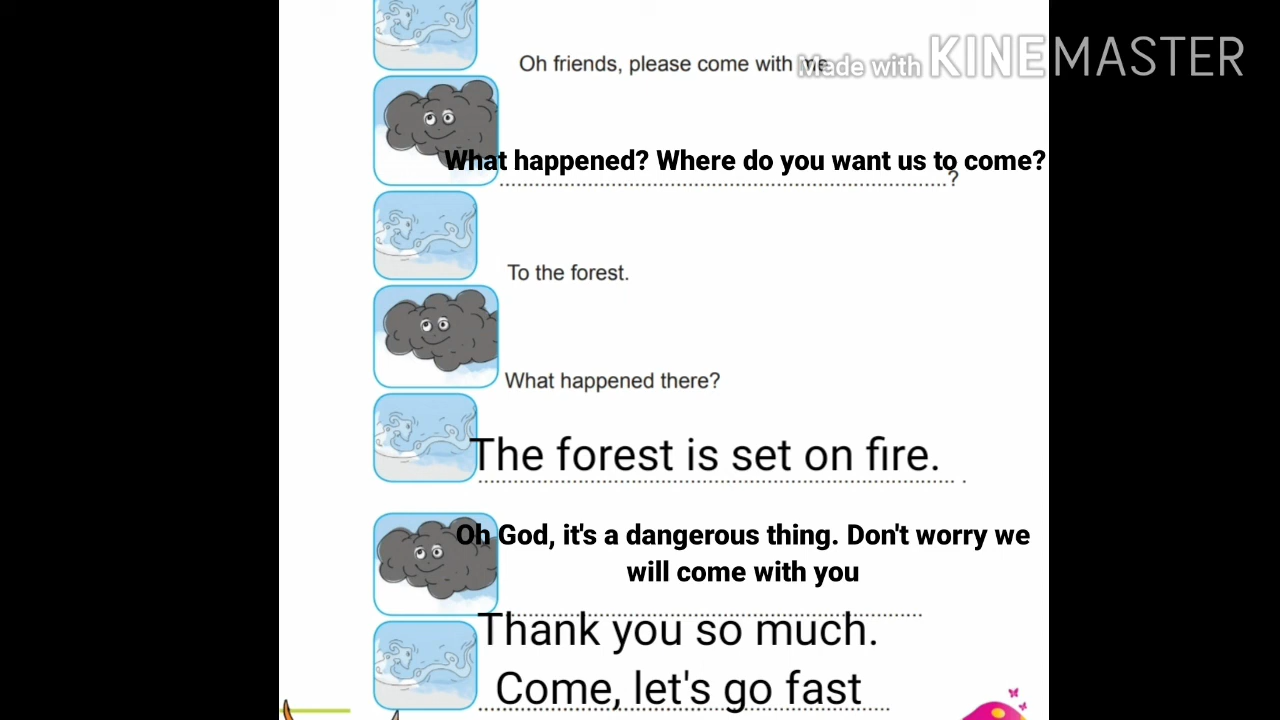 Oh friends, please come with me
Made with KINEMASTER
What happened? Where do you want us to come?
?
To the forest.
What happened there?
The forest is set on fire.
Oh God, it's a dangerous thing. Don't worry we
will come with you
Thank you so much.
Come, let's go fast